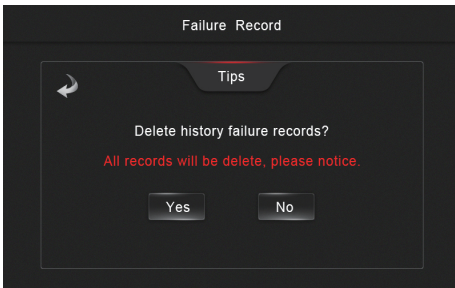 Failure Record
Tips
Delete history failure records?
All records will be delete, please notice.
Yes No